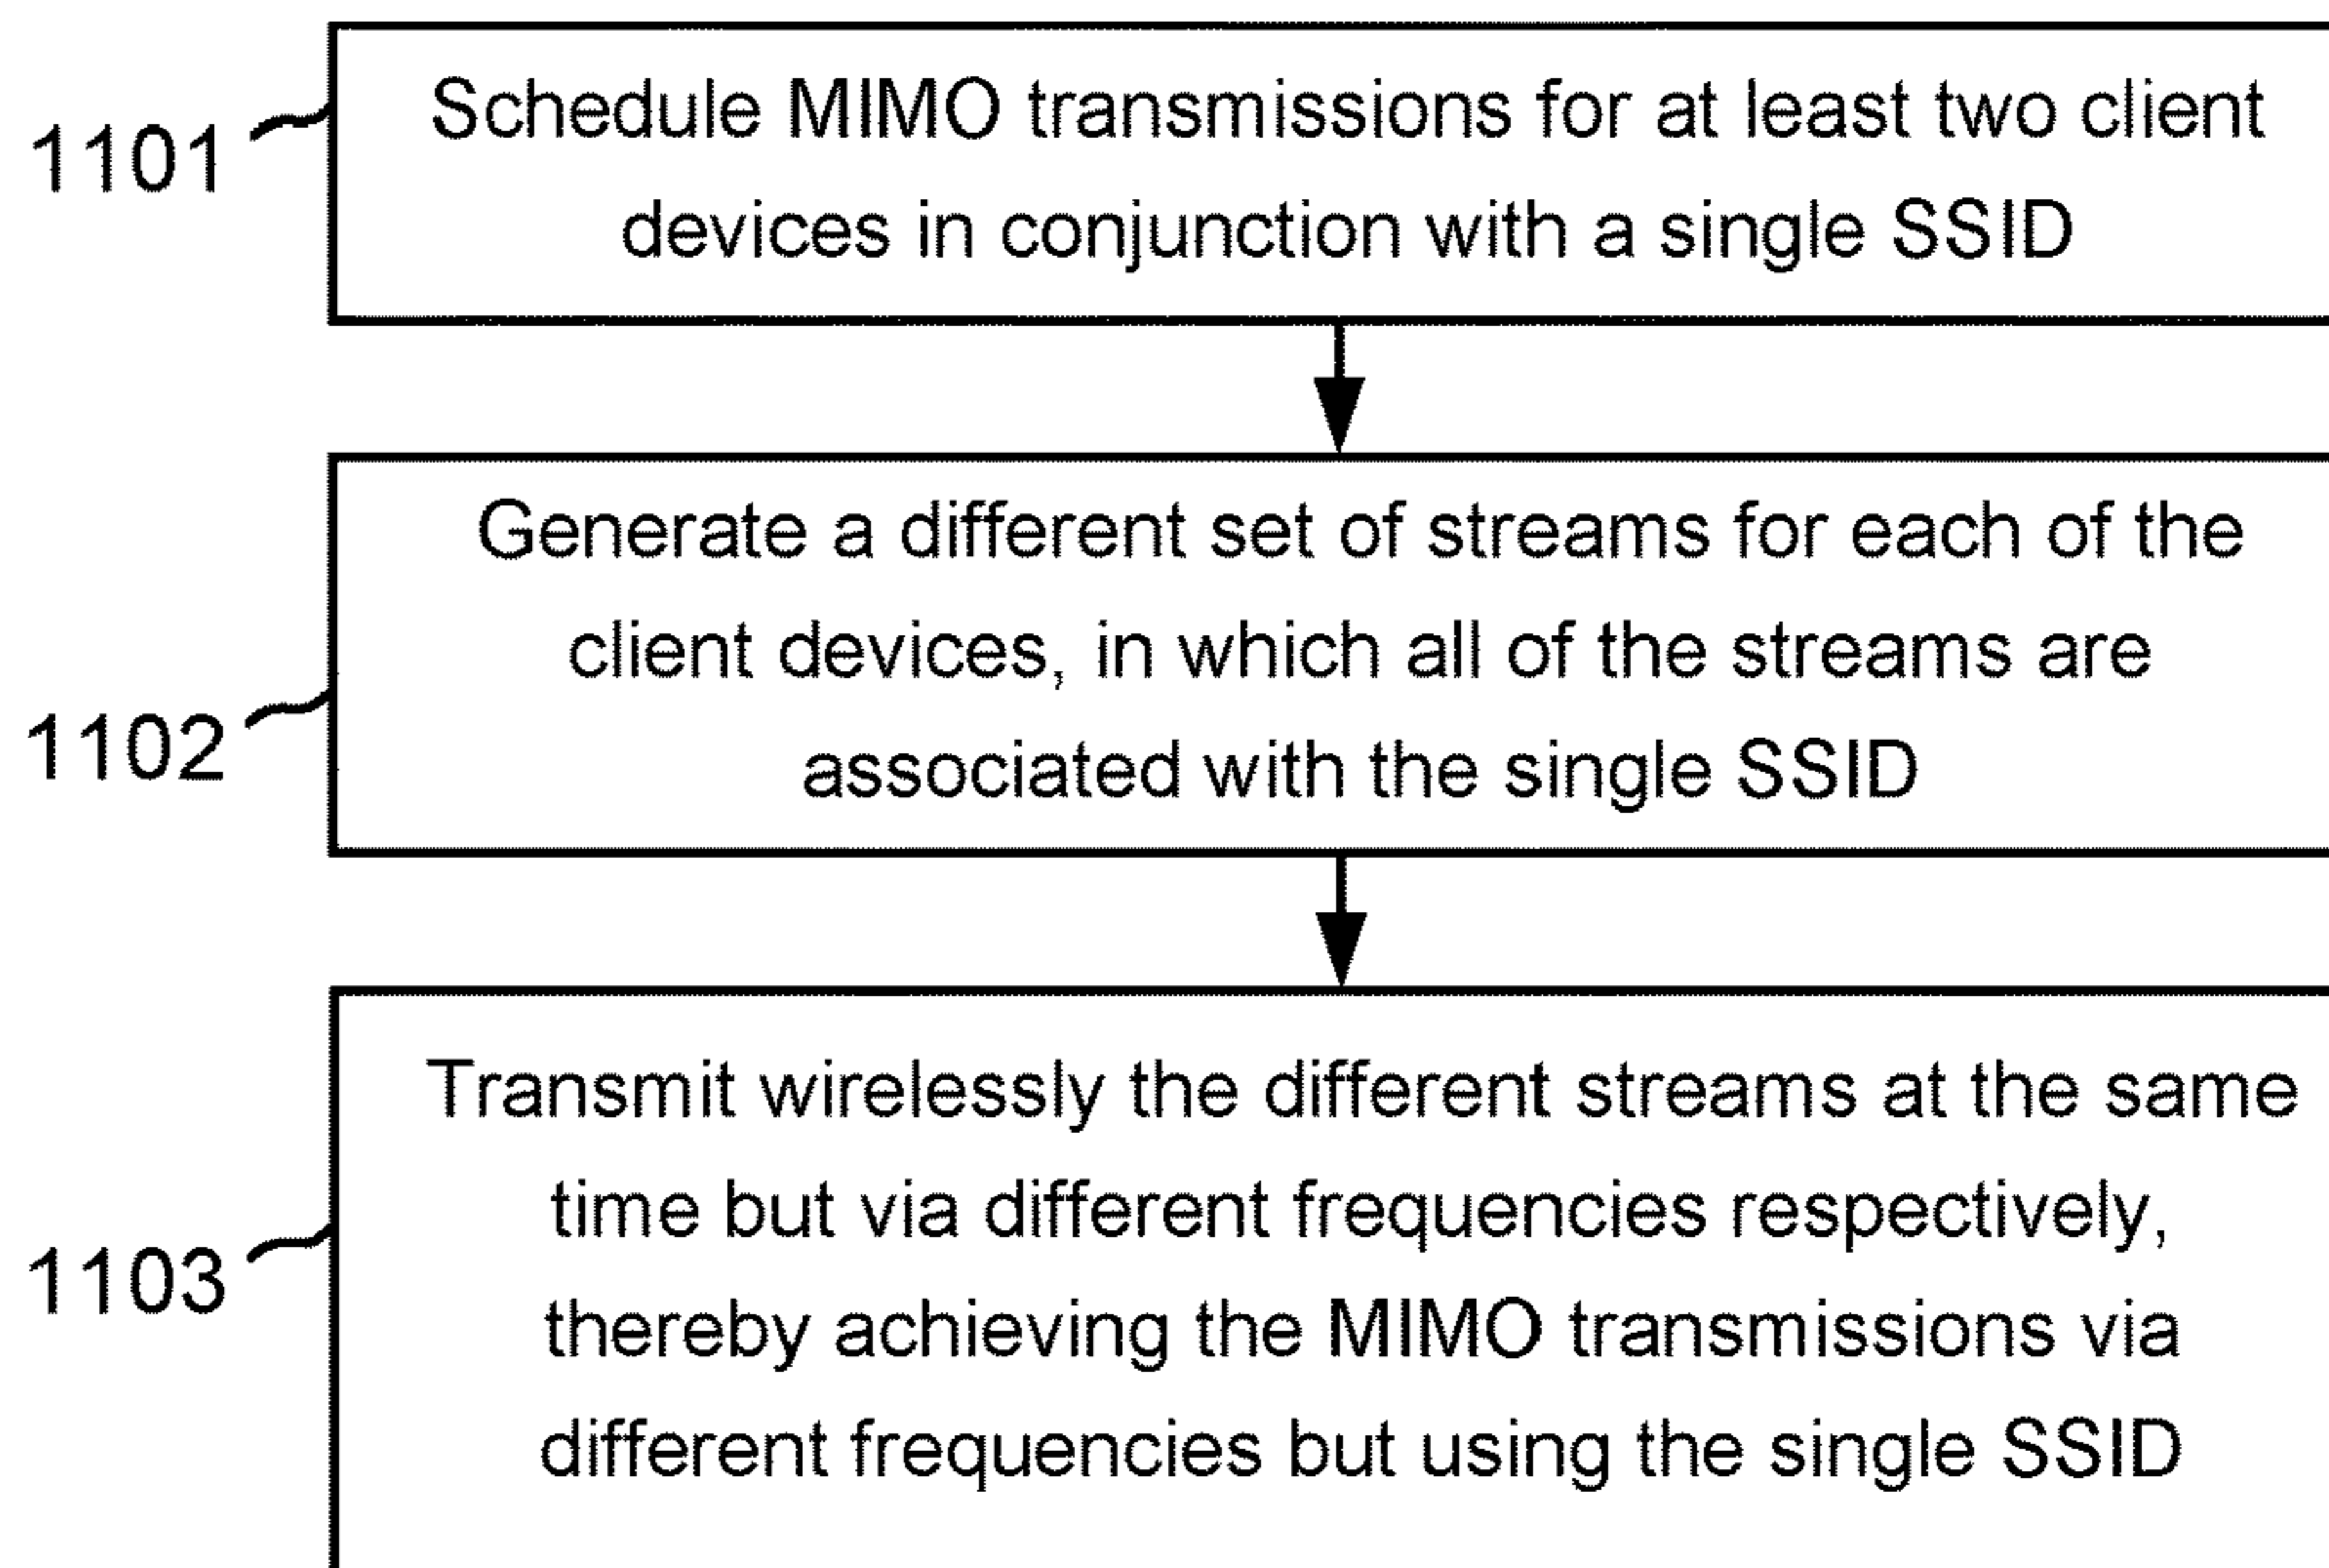 1101
Schedule MIMO transmissions for at least two client
devices in conjunction with a single SSID
1102
Generate a different set of streams for each of the
client devices, in which all of the streams are
associated with the single SSID
1103
Transmit wirelessly the different streams at the same
time but via different frequencies respectively,
thereby achieving the MIMO transmissions via
different frequencies but using the single SSID